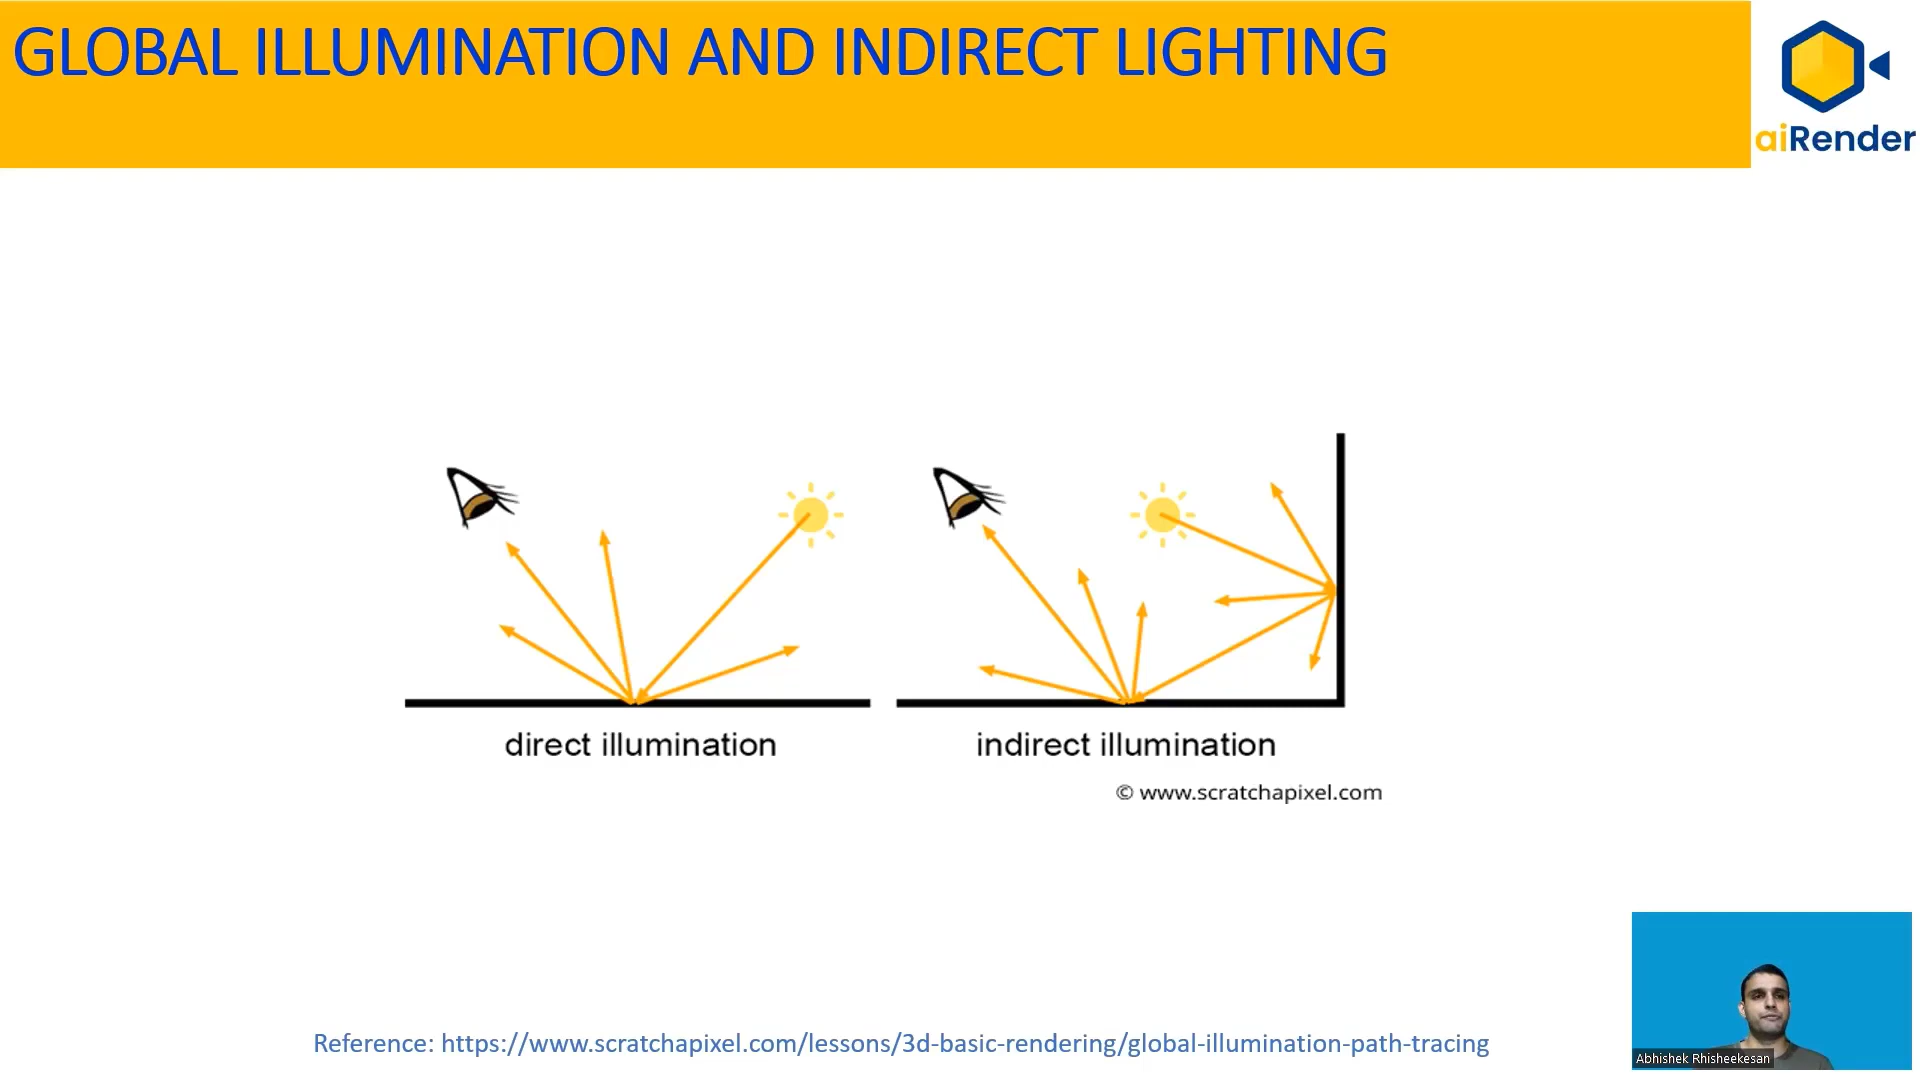 GLOBAL ILLUMINATION AND INDIRECT LIGHTING
aiRender
direct illumination
indirect illumination
© www.scratchapixel.com
Reference: https://www.scratchapixel.com/lessons/3d-basic-rendering/global-illumination-path-tracing
Abhishek Rhisheekesan